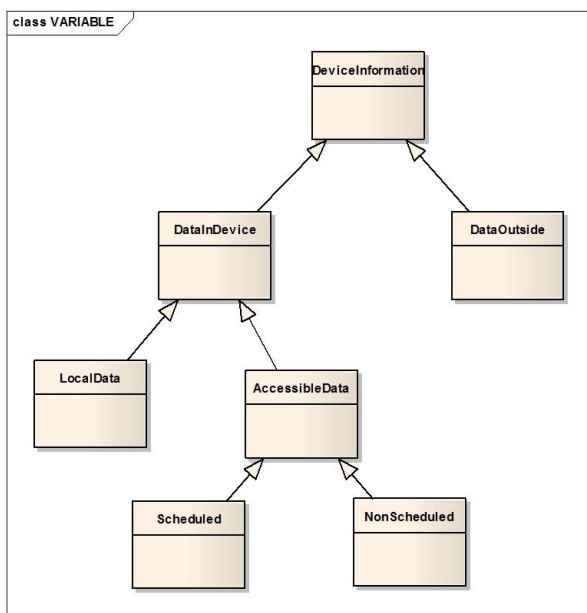 class VARIABLE
DeviceInformation
DataInDevice
DataOutside
LocalData
AccessibleData
Scheduled
NonScheduled